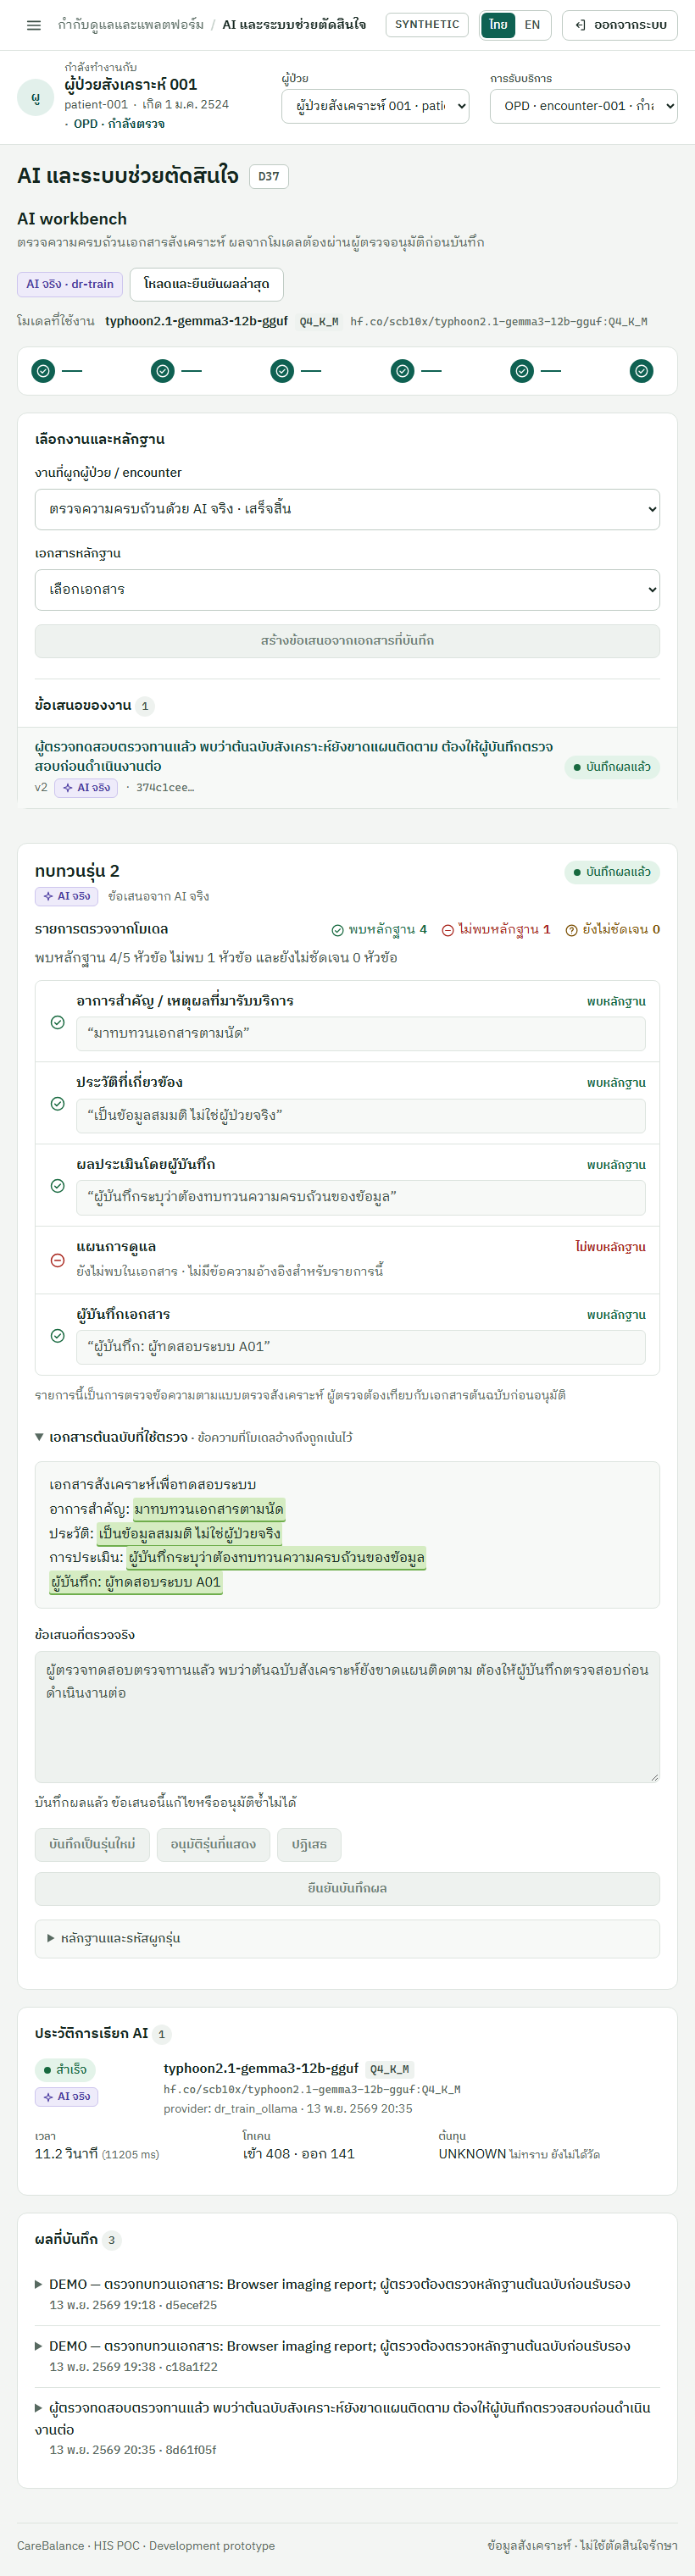 กำกับดูแลและแพลตฟอร์ม / AI และระบบช่วยตัดสินใจ
SYNTHETIC
ไทย EN
ออกจากระบบ
ผู
กำลังทำงานกับ
ผู้ป่วยสังเคราะห์ 001
patient-001 · เกิด 1 ม.ค. 2524
· OPD · กำลังตรวจ
ผู้ป่วย
ผู้ป่วยสังเคราะห์ 001 · pati
การรับบริการ
OPD · encounter-001 · กำล
AI และระบบช่วยตัดสินใจ D37
AI workbench
ตรวจความครบถ้วนเอกสารสังเคราะห์ ผลจากโมเดลต้องผ่านผู้ตรวจอนุมัติก่อนบันทึก
AI จริง · dr-train
โหลดและยืนยันผลล่าสุด
โมเดลที่ใช้งาน typhoon2.1-gemma3-12b-gguf Q4_K_M hf.co/scb10x/typhoon2.1-gemma3-12b-gguf:Q4_K_M
เลือกงานและหลักฐาน
งานที่ผูกผู้ป่วย / encounter
ตรวจความครบถ้วนด้วย AI จริง · เสร็จสิ้น
เอกสารหลักฐาน
เลือกเอกสาร
สร้างข้อเสนอจากเอกสารที่บันทึก
ข้อเสนอของงาน 1
ผู้ตรวจทดสอบตรวจทานแล้ว พบว่าต้นฉบับสังเคราะห์ยังขาดแผนติดตาม ต้องให้ผู้บันทึกตรวจ
สอบก่อนดำเนินงานต่อ
v2 AI จริง · 374c1cee…
บันทึกผลแล้ว
ทบทวนรุ่น 2
บันทึกผลแล้ว
AI จริง ข้อเสนอจาก AI จริง
รายการตรวจจากโมเดล
พบหลักฐาน 4 ไม่พบหลักฐาน 1 ยังไม่ชัดเจน 0
พบหลักฐาน 4/5 หัวข้อ ไม่พบ 1 หัวข้อ และยังไม่ชัดเจน 0 หัวข้อ
อาการสำคัญ / เหตุผลที่มารับบริการ พบหลักฐาน
“มาทบทวนเอกสารตามนัด”
ประวัติที่เกี่ยวข้อง พบหลักฐาน
“เป็นข้อมูลสมมติ ไม่ใช่ผู้ป่วยจริง”
ผลประเมินโดยผู้บันทึก พบหลักฐาน
“ผู้บันทึกระบุว่าต้องทบทวนความครบถ้วนของข้อมูล”
แผนการดูแล ไม่พบหลักฐาน
ยังไม่พบในเอกสาร · ไม่มีข้อความอ้างอิงสำหรับรายการนี้
ผู้บันทึกเอกสาร พบหลักฐาน
“ผู้บันทึก: ผู้ทดสอบระบบ A01”
รายการนี้เป็นการตรวจข้อความตามแบบตรวจสังเคราะห์ ผู้ตรวจต้องเทียบกับเอกสารต้นฉบับก่อนอนุมัติ
เอกสารต้นฉบับที่ใช้ตรวจ · ข้อความที่โมเดลอ้างถึงถูกเน้นไว้
เอกสารสังเคราะห์เพื่อทดสอบระบบ
อาการสำคัญ: มาทบทวนเอกสารตามนัด
ประวัติ: เป็นข้อมูลสมมติ ไม่ใช่ผู้ป่วยจริง
การประเมิน: ผู้บันทึกระบุว่าต้องทบทวนความครบถ้วนของข้อมูล
ผู้บันทึก: ผู้ทดสอบระบบ A01
ข้อเสนอที่ตรวจจริง
ผู้ตรวจทดสอบตรวจทานแล้ว พบว่าต้นฉบับสังเคราะห์ยังขาดแผนติดตาม ต้องให้ผู้บันทึกตรวจสอบก่อน
ดำเนินงานต่อ
บันทึกผลแล้ว ข้อเสนอนี้แก้ไขหรืออนุมัติซ้ำไม่ได้
บันทึกเป็นรุ่นใหม่ อนุมัติรุ่นที่แสดง ปฏิเสธ
ยืนยันบันทึกผล
หลักฐานและรหัสผูกรุ่น
ประวัติการเรียก AI 1
สำเร็จ
AI จริง
typhoon2.1-gemma3-12b-gguf Q4_K_M
hf.co/scb10x/typhoon2.1-gemma3-12b-gguf:Q4_K_M
provider: dr_train_ollama · 13 พ.ย. 2569 20:35
เวลา
11.2 วินาที (11205 ms)
โทเคน
เข้า 408 · ออก 141
ต้นทุน
UNKNOWN ไม่ทราบ ยังไม่ได้วัด
ผลที่บันทึก 3
DEMO — ตรวจทบทวนเอกสาร: Browser imaging report; ผู้ตรวจต้องตรวจหลักฐานต้นฉบับก่อนรับรอง
13 พ.ย. 2569 19:18 · d5ecef25
DEMO — ตรวจทบทวนเอกสาร: Browser imaging report; ผู้ตรวจต้องตรวจหลักฐานต้นฉบับก่อนรับรอง
13 พ.ย. 2569 19:38 · c18a1f22
ผู้ตรวจทดสอบตรวจทานแล้ว พบว่าต้นฉบับสังเคราะห์ยังขาดแผนติดตาม ต้องให้ผู้บันทึกตรวจสอบก่อนดำเนิน
งานต่อ
13 พ.ย. 2569 20:35 · 8d61f05f
CareBalance · HIS POC · Development prototype
ข้อมูลสังเคราะห์ · ไม่ใช้ตัดสินใจรักษา